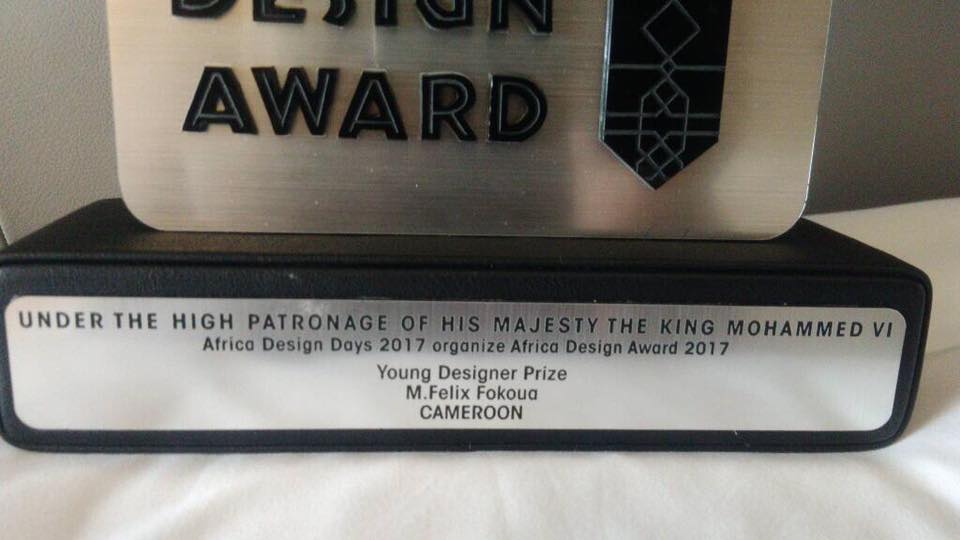 DESIGN
AWARD
UNDER THE HIGH PATRONAGE OF HIS MAJESTY THE KING MOHAMMED VI
Africa Design Days 2017 organize Africa Design Award 2017
Young Designer Prize
M.Felix Fokoua
CAMEROON